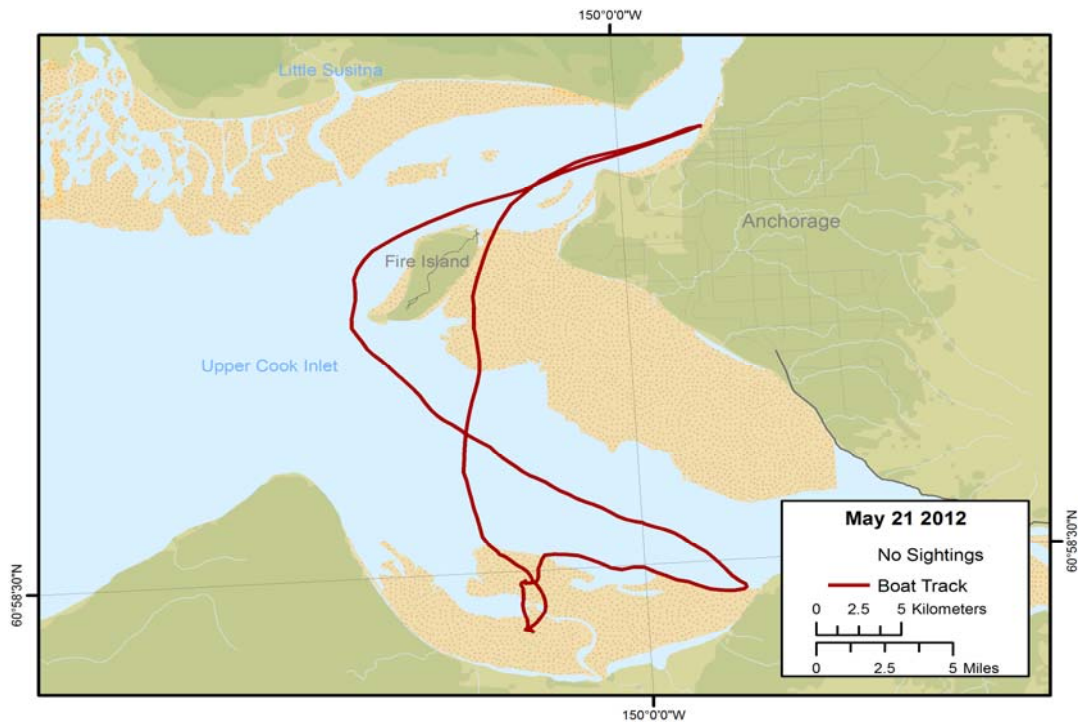 150°0'0"W
Little Susitna
Anchorage
Fire Island
Upper Cook Inlet
60°58'30"N
60°58'30"N
May 21 2012
No Sightings
Boat Track
0 2.5 5 Kilometers
0 2.5 5 Miles
150°0'0"W